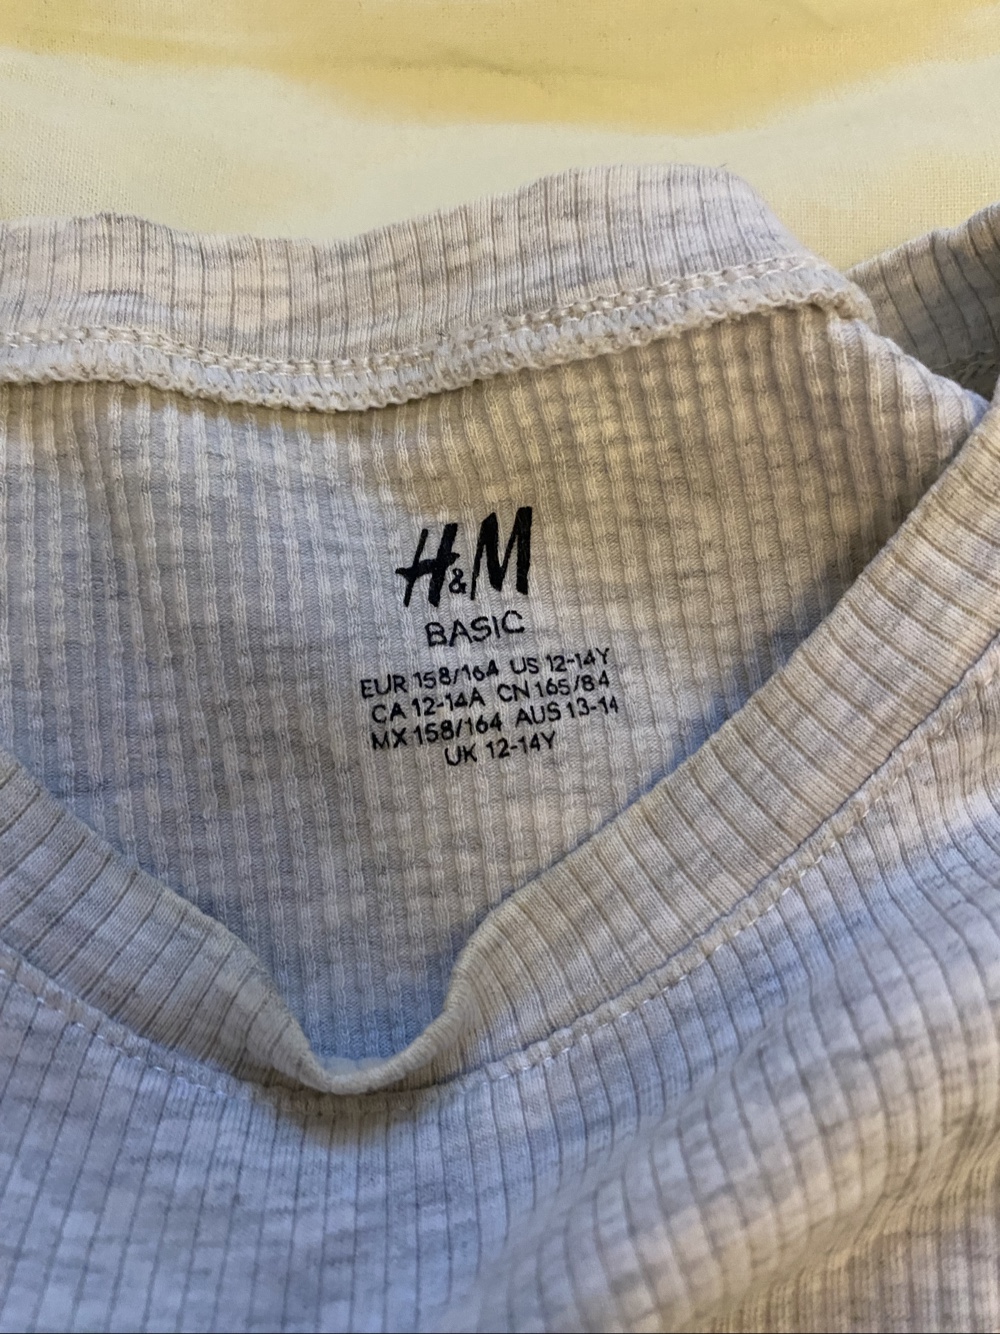 H&M
BASIC
EUR 158/164 US 12-14Y
CA 12-14A CN 165/84
MX 158/164 AUS 13-14
UK 12-14Y